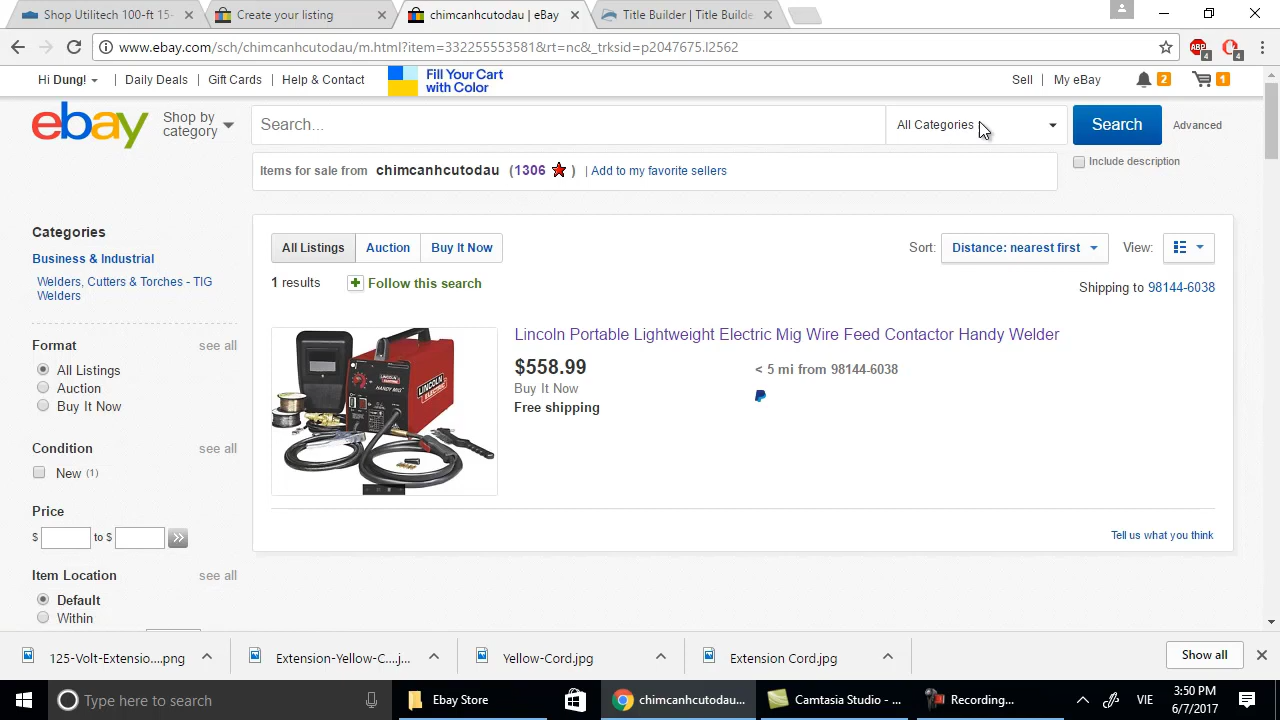 Shop Utilitech 100-ft 15-
Create your listing
chimcanhcutodau | eBay
Title Builder | Title Builde
www.ebay.com/sch/chimcanhcutodau/m.html?item=332255553581&rt=nc&_trksid=p2047675.l2562
ABP
4
4
Hi Dung!
Daily Deals
Gift Cards
Help & Contact
Fill Your Cart
with Color
Sell
My eBay
2
1
ebay
Shop by
category
Search...
All Categories
Search
Advanced
Include description
Items for sale from chimcanhcutodau (1306 ) | Add to my favorite sellers
Categories
Business & Industrial
Welders, Cutters & Torches - TIG
Welders
Format see all
All Listings
Auction
Buy It Now
Condition see all
New (1)
Price
$ to $
Item Location see all
Default
Within
All Listings
Auction
Buy It Now
Sort: Distance: nearest first
View:
1 results
Follow this search
Shipping to 98144-6038
LINCOLN
HANDY MIG
Lincoln Portable Lightweight Electric Mig Wire Feed Contactor Handy Welder
$558.99
Buy It Now
Free shipping
< 5 mi from 98144-6038
Tell us what you think
125-Volt-Extensio....png
Extension-Yellow-C....j...
Yellow-Cord.jpg
Extension Cord.jpg
Show all
Type here to search
Ebay Store
chimcanhcutodau...
Camtasia Studio - ...
Recording...
VIE
3:50 PM
6/7/2017